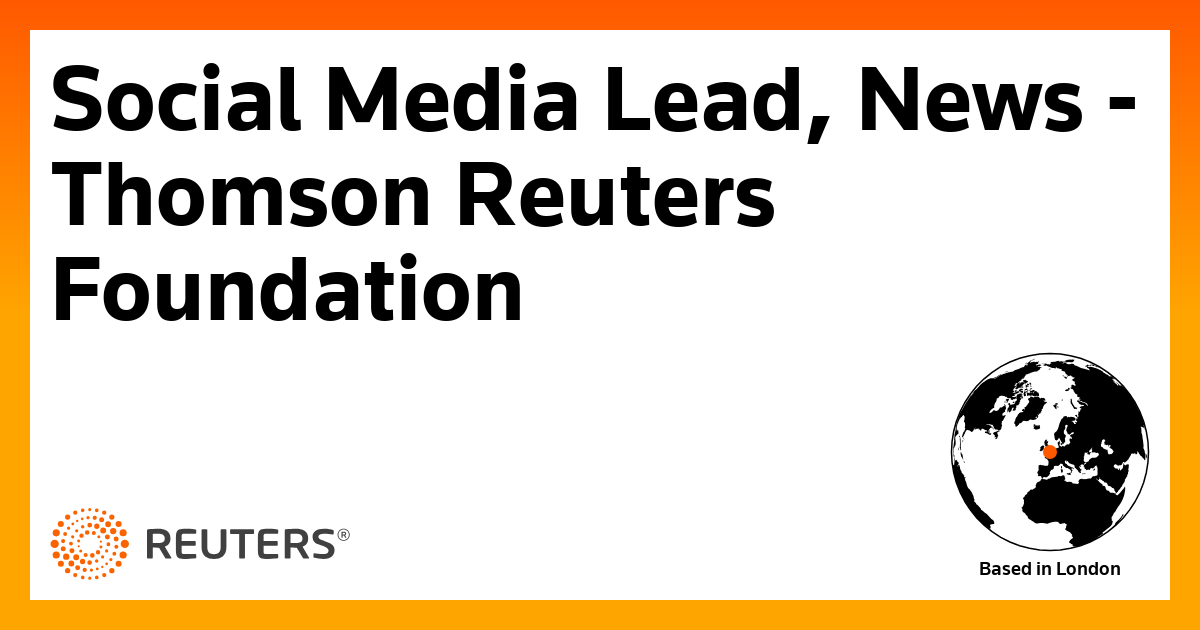 Social Media Lead, News -
Thomson Reuters
Foundation
REUTERS®
Based in London